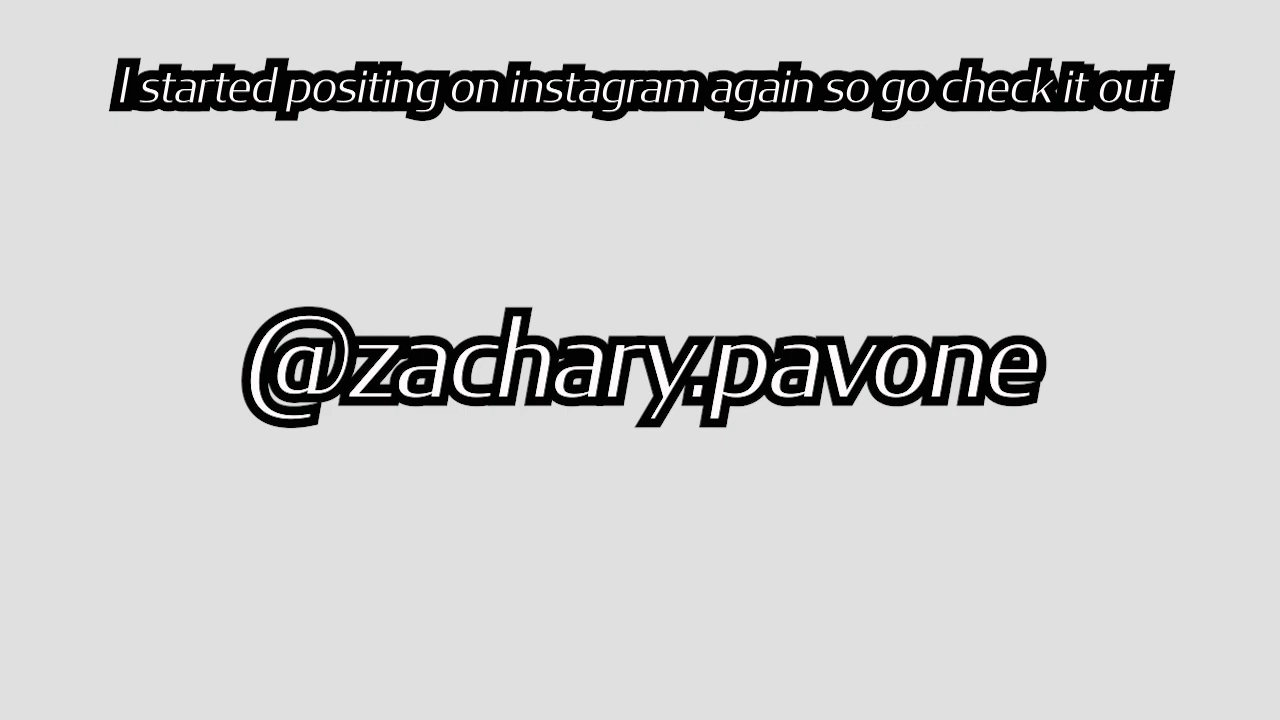 I started positing on instagram again so go check it out
@zachary.pavone